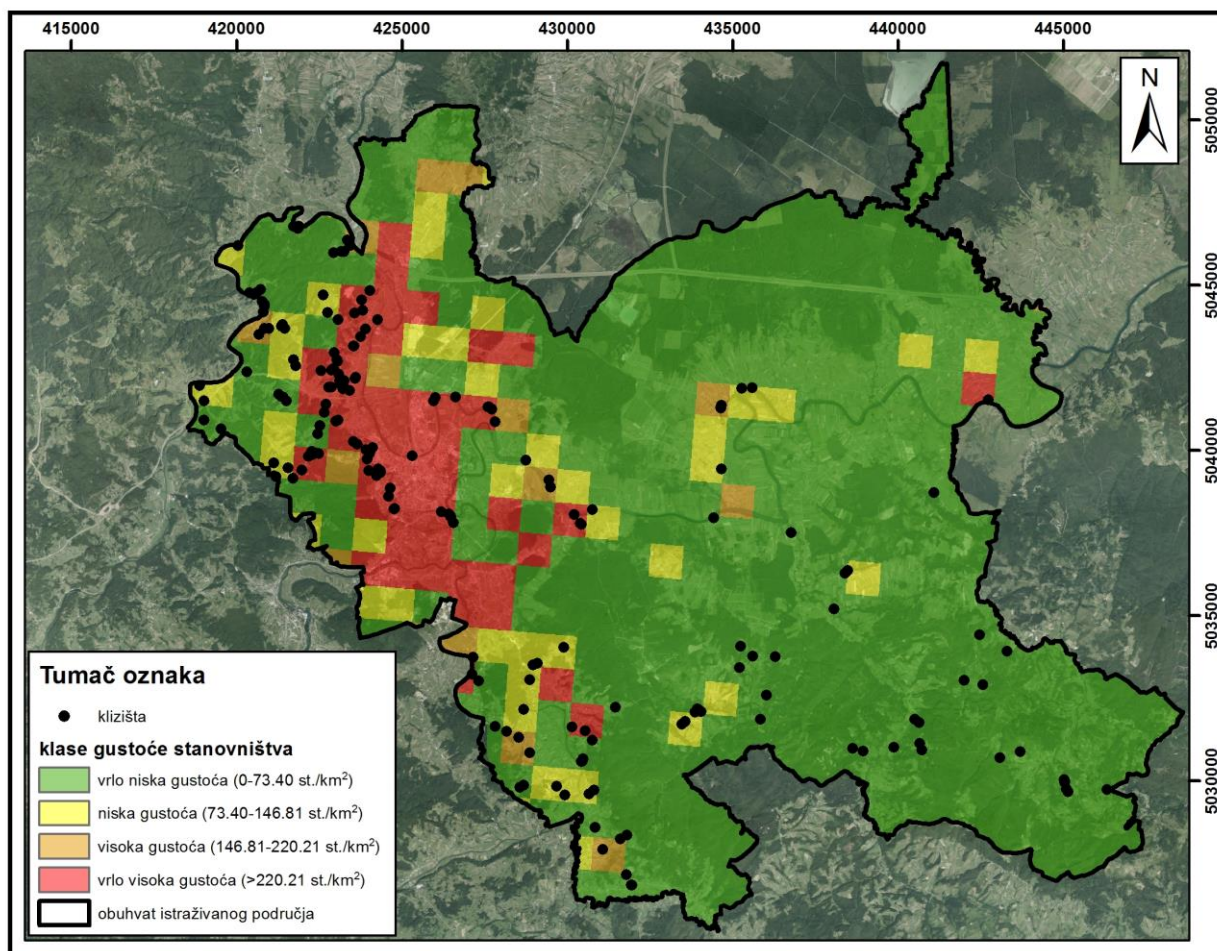 415000 420000 425000 430000 435000 440000 445000
N
5050000
5045000
5040000
5035000
5030000
Tumač oznaka
klizišta
klase gustoće stanovništva
vrlo niska gustoća (0-73.40 st./km²)
niska gustoća (73.40-146.81 st./km²)
visoka gustoća (146.81-220.21 st./km²)
vrlo visoka gustoća (>220.21 st./km²)
obuhvat istraživanog područja